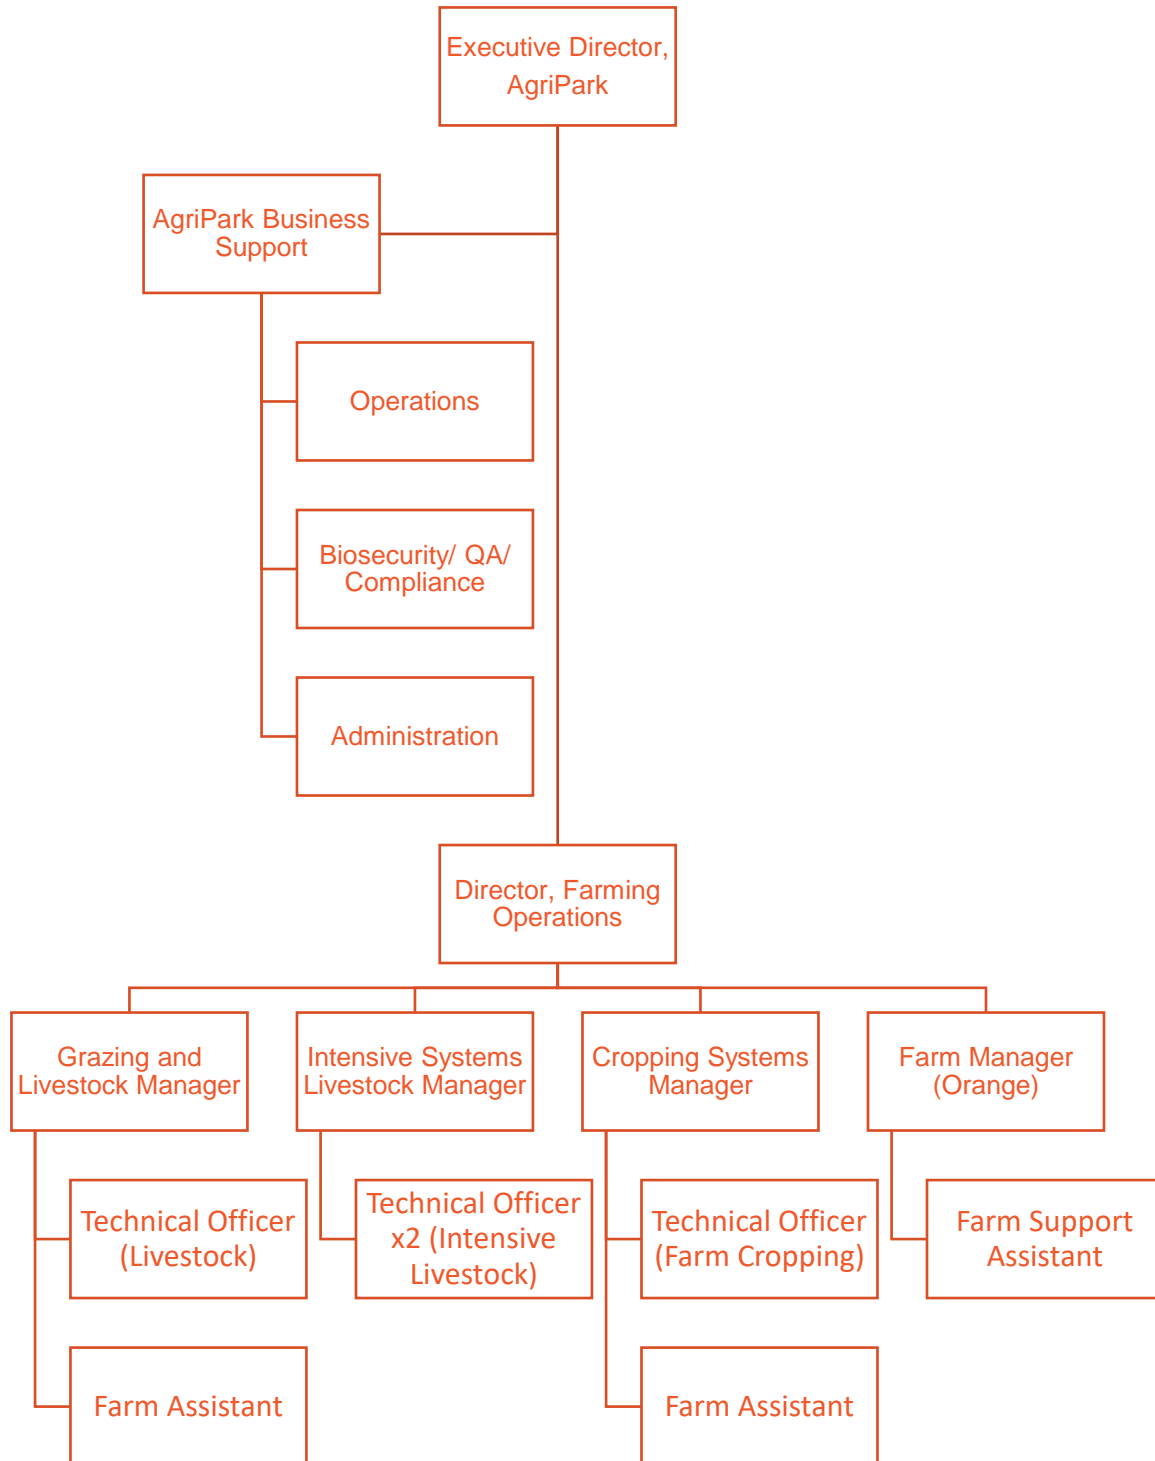 Executive Director,
AgriPark
AgriPark Business
Support
Operations
Biosecurity/ QA/
Compliance
Administration
Director, Farming
Operations
Grazing and
Livestock Manager
Intensive Systems
Livestock Manager
Cropping Systems
Manager
Farm Manager
(Orange)
Technical Officer
(Livestock)
Technical Officer
x2 (Intensive
Livestock)
Technical Officer
(Farm Cropping)
Farm Support
Assistant
Farm Assistant
Farm Assistant